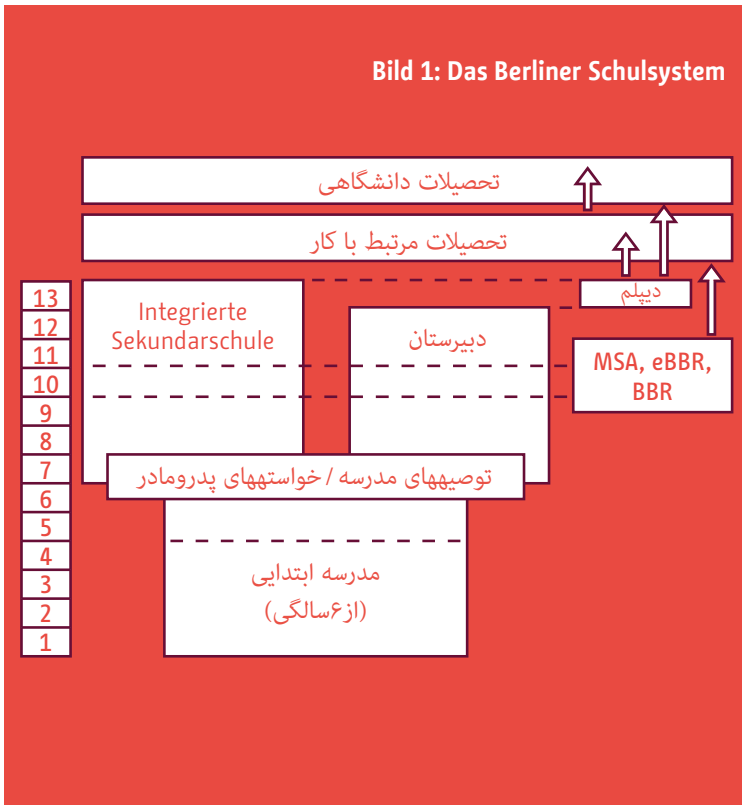 Bild 1: Das Berliner Schulsystem
تحصیلات دانشگاهی
تحصیلات مرتبط با کار
دیپلم
13
12
11
10
9
8
7
6
5
4
3
2
1
Integrierte
Sekundarschule
دبیرستان
MSA, eBBR,
BBR
توصیههای مدرسه / خواستههای پدرومادر
مدرسه ابتدایی
(از۶سالگی)